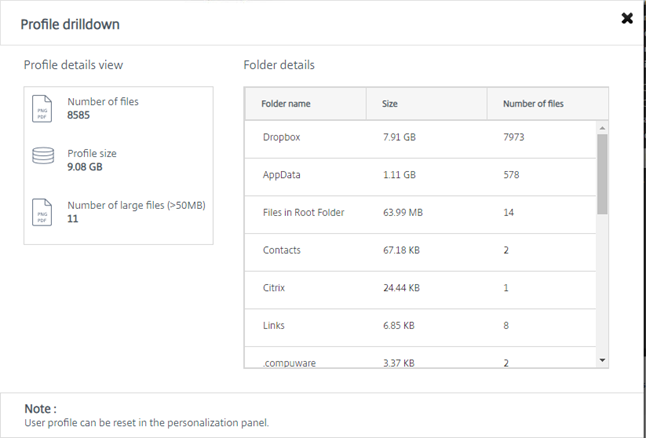 Profile drilldown
Profile details view
PNG
PDF
Number of files
8585
Profile size
9.08 GB
PNG
PDF
Number of large files (>50MB)
11
Folder details
Folder name Size Number of files
Dropbox 7.91 GB 7973
AppData 1.11 GB 578
Files in Root Folder 63.99 MB 14
Contacts 67.18 KB 2
Citrix 24.44 KB 1
Links 6.85 KB 8
.compuware 3.37 KB 2
Note :
User profile can be reset in the personalization panel.